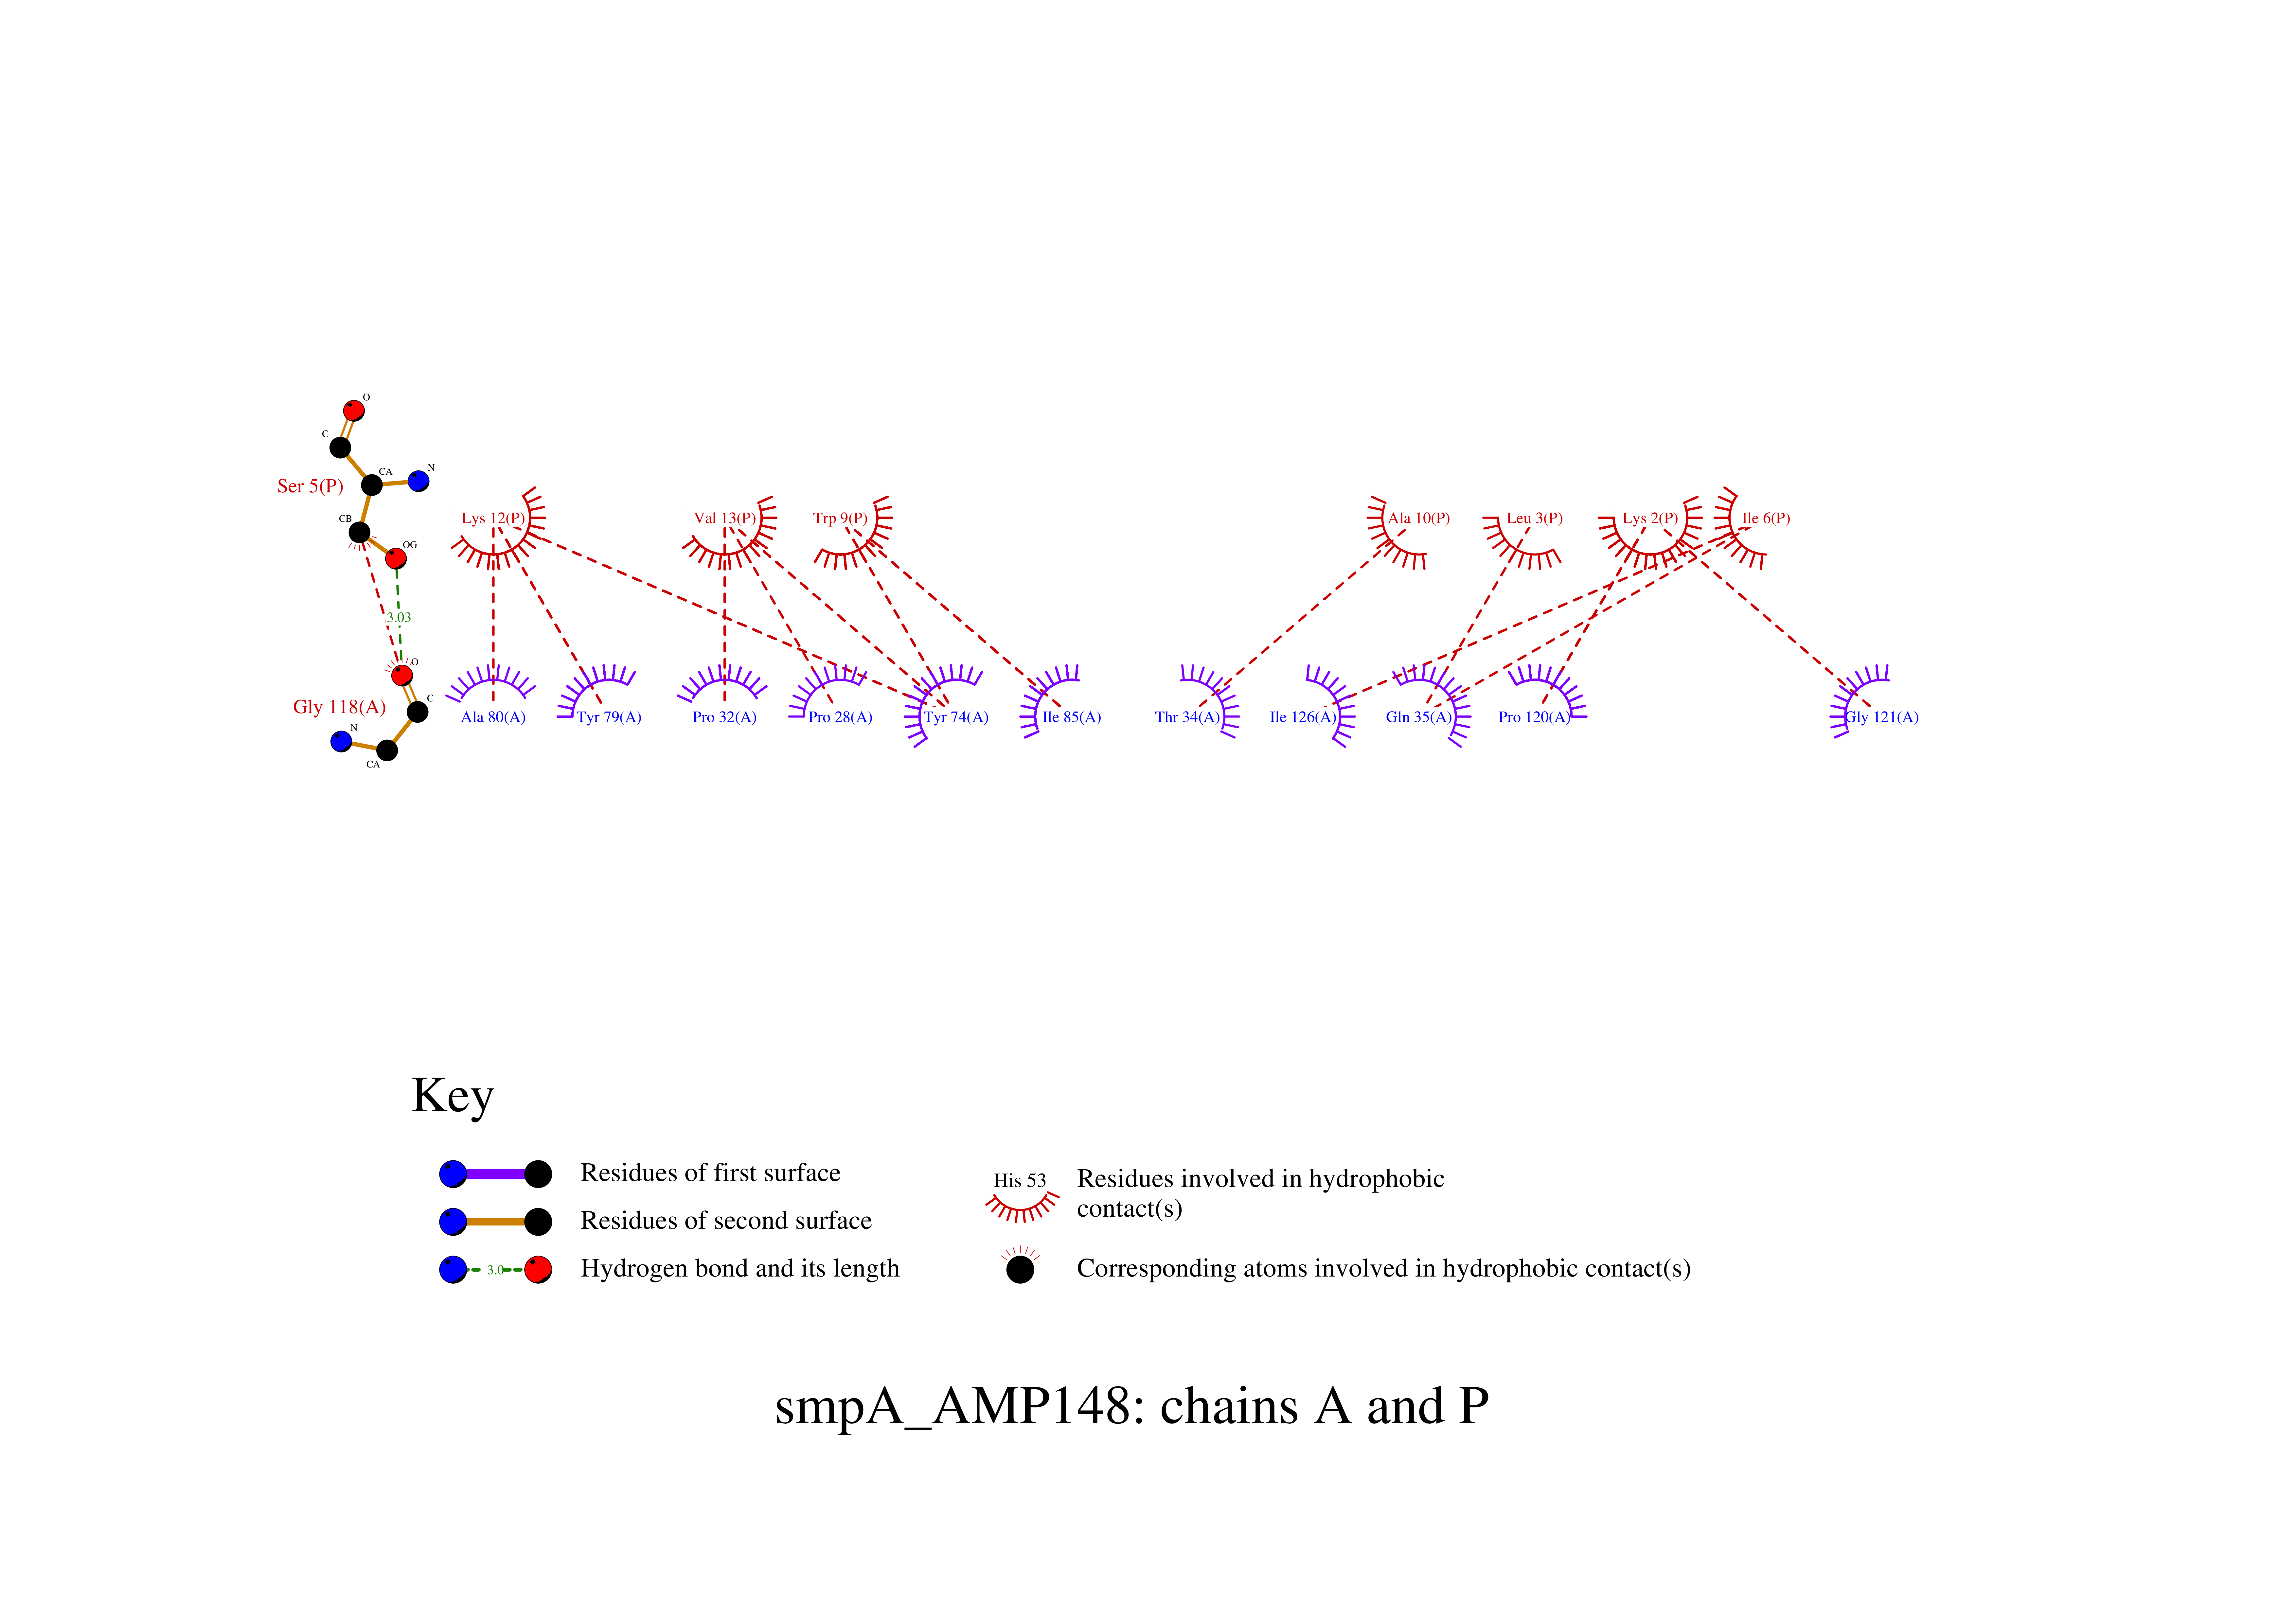 O
C
CA
N
Ser 5(P)
CB
OG
Lys 12(P) Val 13(P) Trp 9(P) Ala 10(P) Leu 3(P) Lys 2(P) Ile 6(P)
3.03
O
Gly 118(A)
C
N
CA
Ala 80(A) Tyr 79(A) Pro 32(A) Pro 28(A) Tyr 74(A) Ile 85(A) Thr 34(A) Ile 126(A) Gln 35(A) Pro 120(A) Gly 121(A)
Key
Residues of first surface
Residues of second surface
3.0 Hydrogen bond and its length
His 53 Residues involved in hydrophobic
contact(s)
Corresponding atoms involved in hydrophobic contact(s)
smpA_AMP148: chains A and P